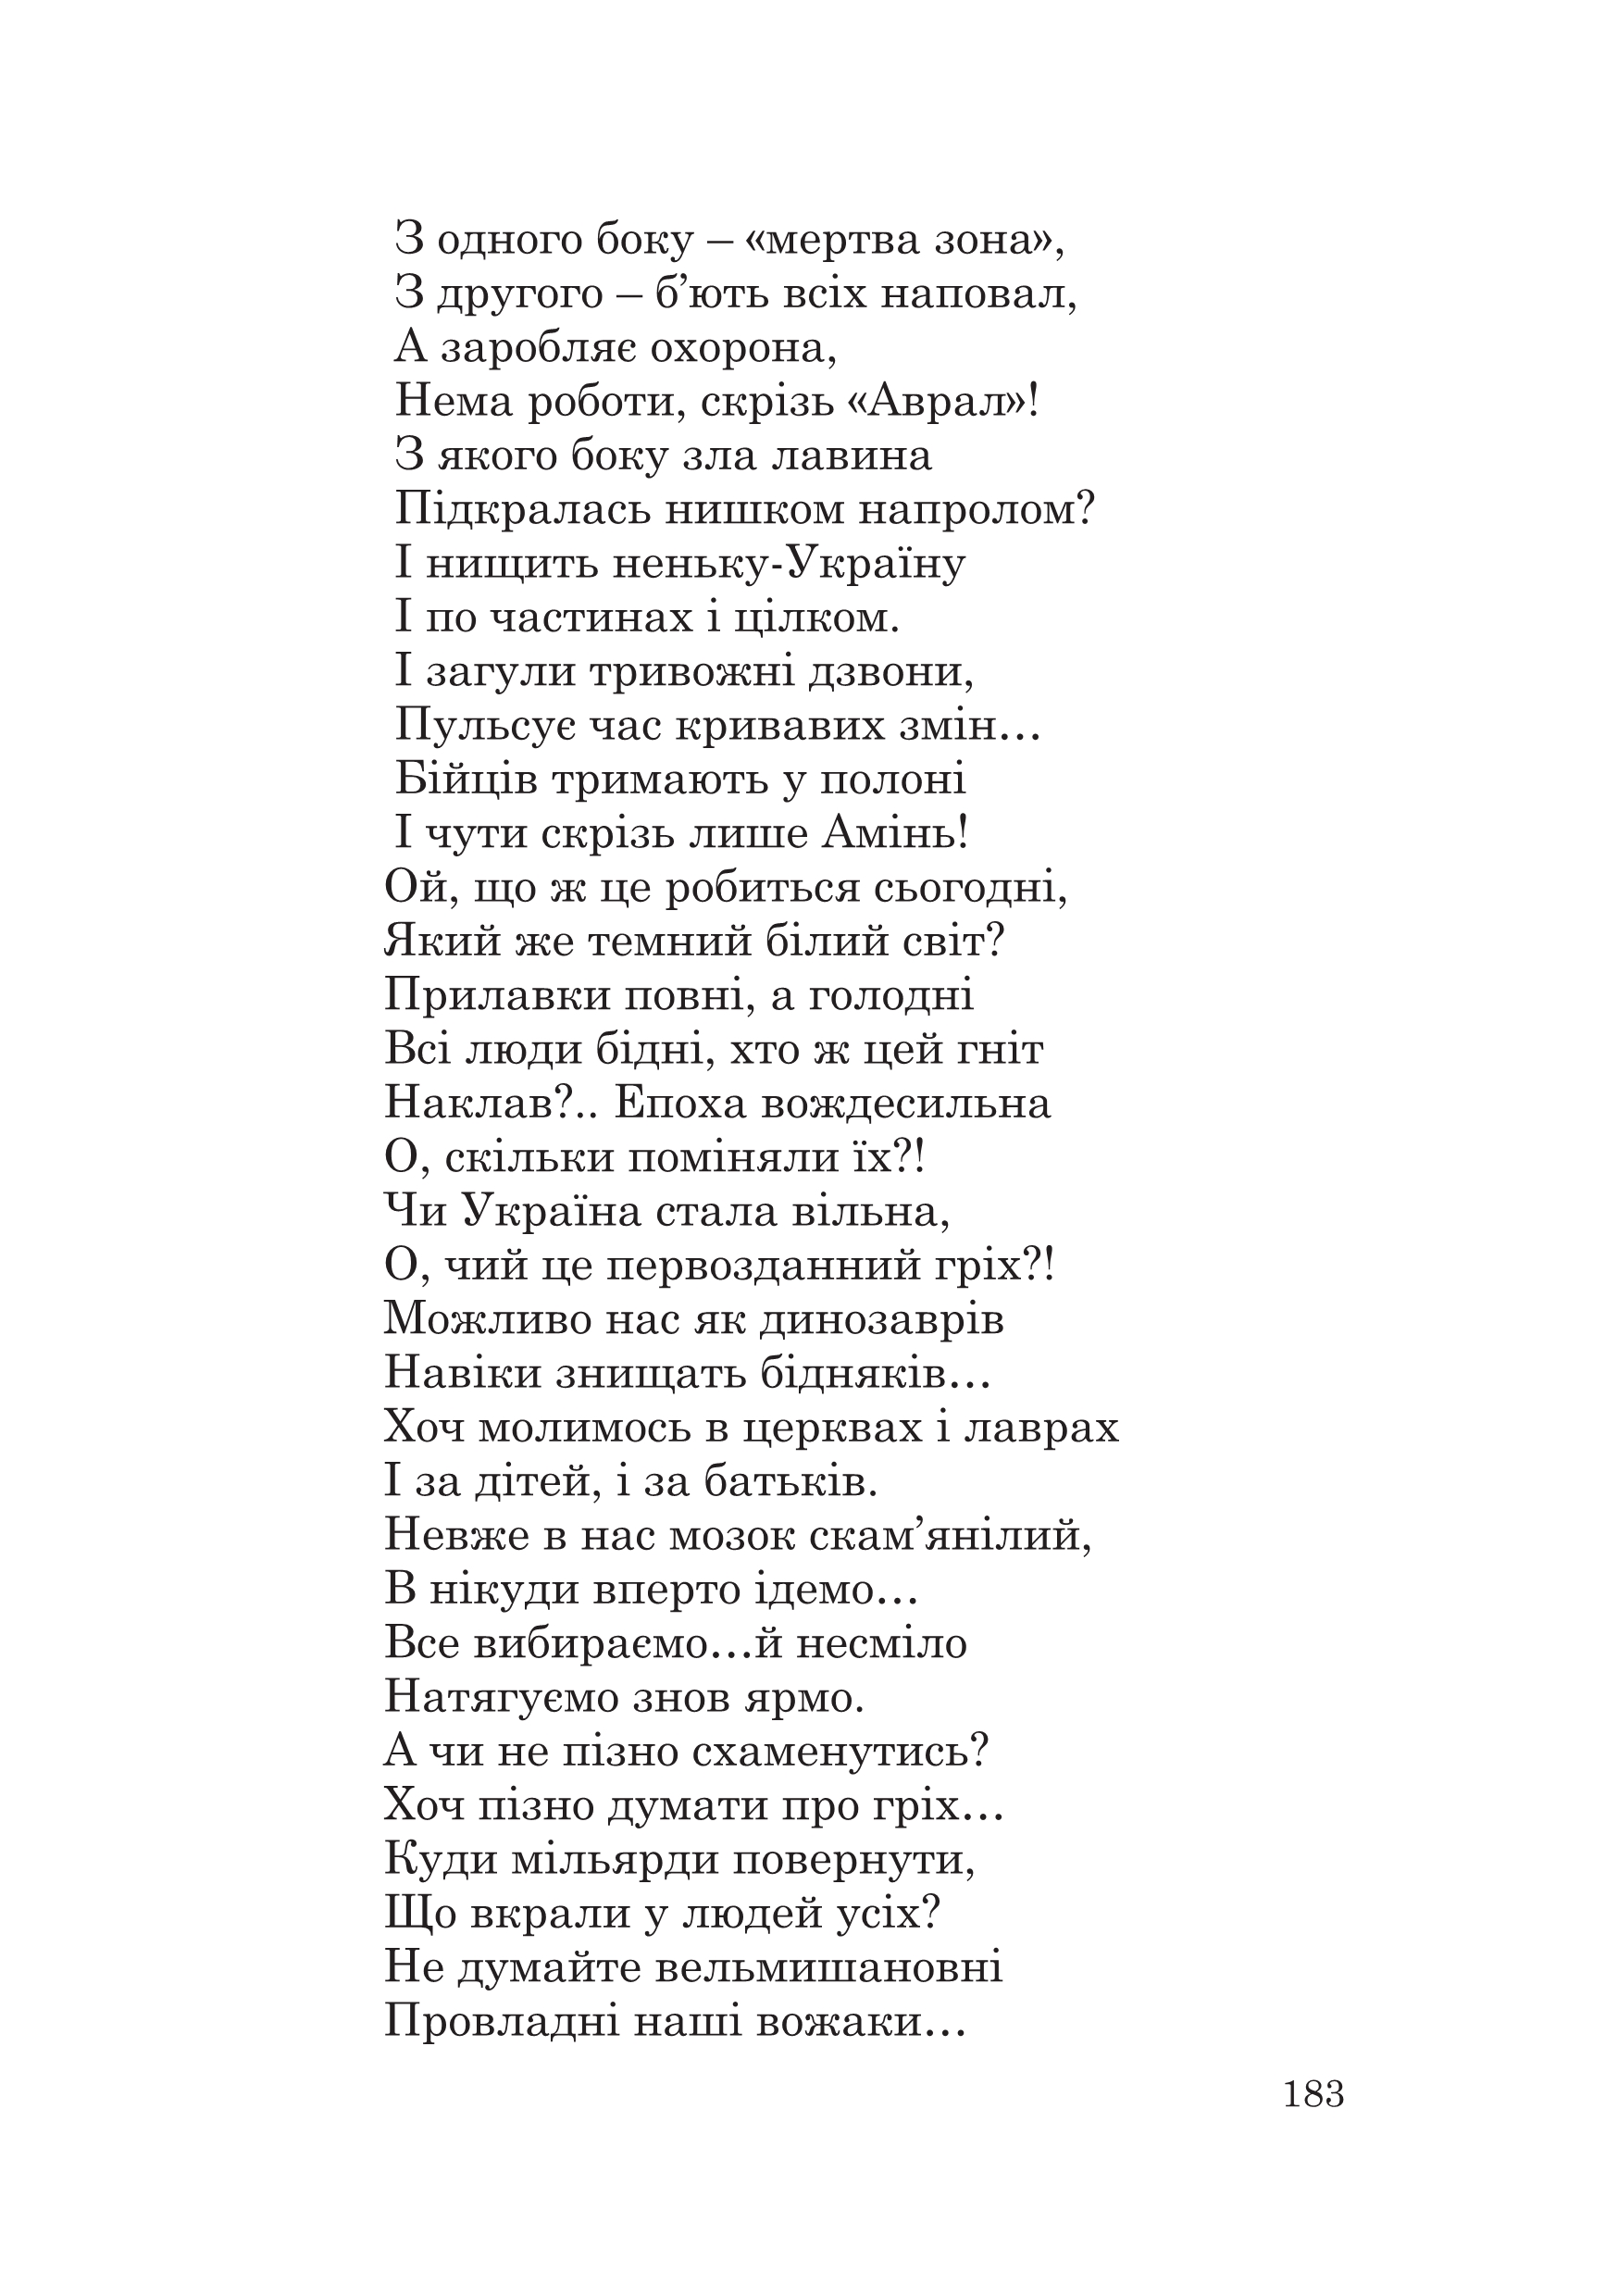 З одного боку – «мертва зона»,
З другого – б’ють всіх наповал,
А заробляє охорона,
Нема роботи, скрізь «Аврал»!
З якого боку зла лавина
Підкралась нишком напролом?
І нищить неньку-Україну
І по частинах і цілком.
І загули тривожні дзвони,
Пульсує час кривавих змін…
Бійців тримають у полоні
І чути скрізь лише Амінь!
Ой, що ж це робиться сьогодні,
Який же темний білий світ?
Прилавки повні, а голодні
Всі люди бідні, хто ж цей гніт
Наклав?.. Епоха вождесильна
О, скільки поміняли їх?!
Чи Україна стала вільна,
О, чий це первозданний гріх?!
Можливо нас як динозаврів
Навіки знищать бідняків…
Хоч молимось в церквах і лаврах
І за дітей, і за батьків.
Невже в нас мозок скам’янілий,
В нікуди вперто ідемо…
Все вибираємо…й несміло
Натягуємо знов ярмо.
А чи не пізно схаменутись?
Хоч пізно думати про гріх…
Куди мільярди повернути,
Що вкрали у людей усіх?
Не думайте вельмишановні
Провладні наші вожаки…
183